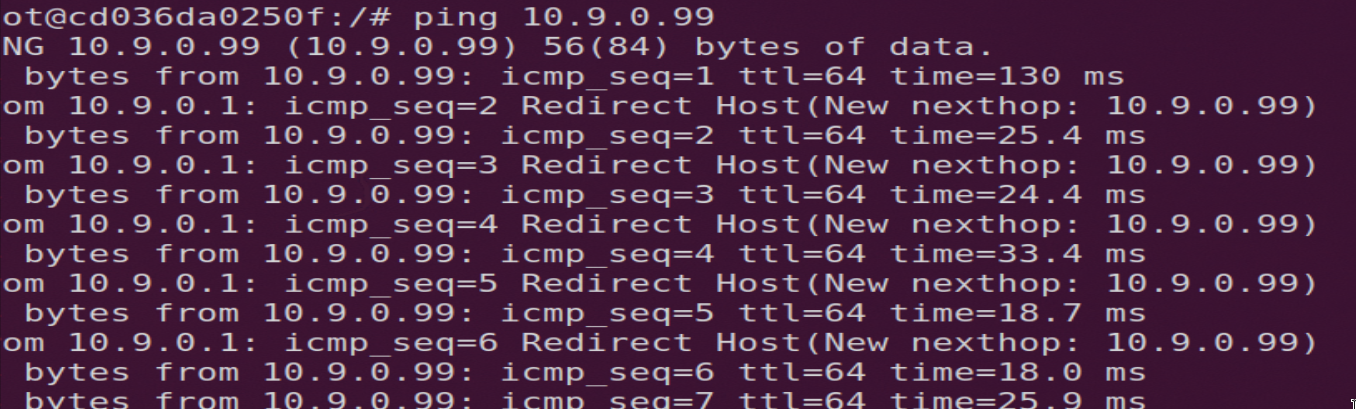 ot@cd036da0250f:/# ping 10.9.0.99
NG 10.9.0.99 (10.9.0.99) 56(84) bytes of data.
bytes from 10.9.0.99: icmp_seq=1 ttl=64 time=130 ms
om 10.9.0.1: icmp_seq=2 Redirect Host(New nexthop: 10.9.0.99)
bytes from 10.9.0.99: icmp_seq=2 ttl=64 time=25.4 ms
om 10.9.0.1: icmp_seq=3 Redirect Host(New nexthop: 10.9.0.99)
bytes from 10.9.0.99: icmp_seq=3 ttl=64 time=24.4 ms
om 10.9.0.1: icmp_seq=4 Redirect Host(New nexthop: 10.9.0.99)
bytes from 10.9.0.99: icmp_seq=4 ttl=64 time=33.4 ms
om 10.9.0.1: icmp_seq=5 Redirect Host(New nexthop: 10.9.0.99)
bytes from 10.9.0.99: icmp_seq=5 ttl=64 time=18.7 ms
om 10.9.0.1: icmp_seq=6 Redirect Host(New nexthop: 10.9.0.99)
bytes from 10.9.0.99: icmp_seq=6 ttl=64 time=18.0 ms
bytes from 10.9.0.99: icmp_seq=7 ttl=64 time=25.9 ms